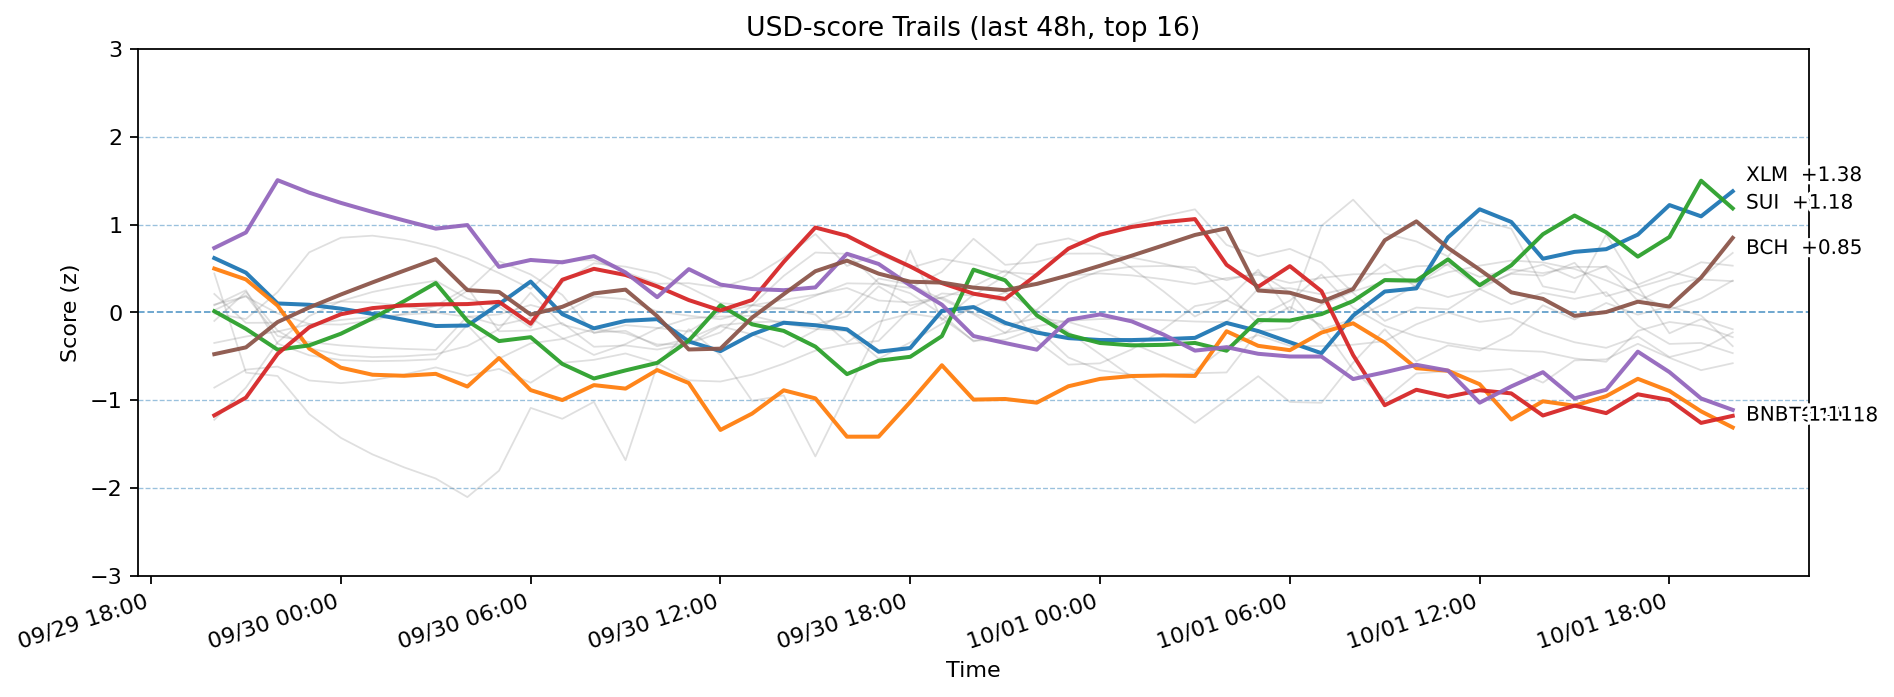 USD-score Trails (last 48h, top 16)
3
2
1
0
−1
−2
−3
Score (z)
XLM +1.38
SUI +1.18
BCH +0.85
09/29 18:00
09/30 00:00
09/30 06:00
09/30 12:00
09/30 18:00
10/01 00:00
10/01 06:00
10/01 12:00
10/01 18:00
Time